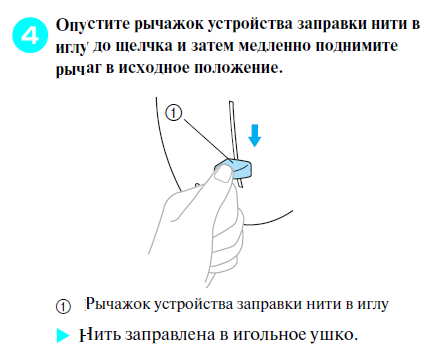 4 Опустите рычажок устройства заправки нити в
иглу до щелчка и затем медленно поднимите
рычаг в исходное положение.
①
① Рычажок устройства заправки нити в иглу
▶ Нить заправлена в игольное ушко.